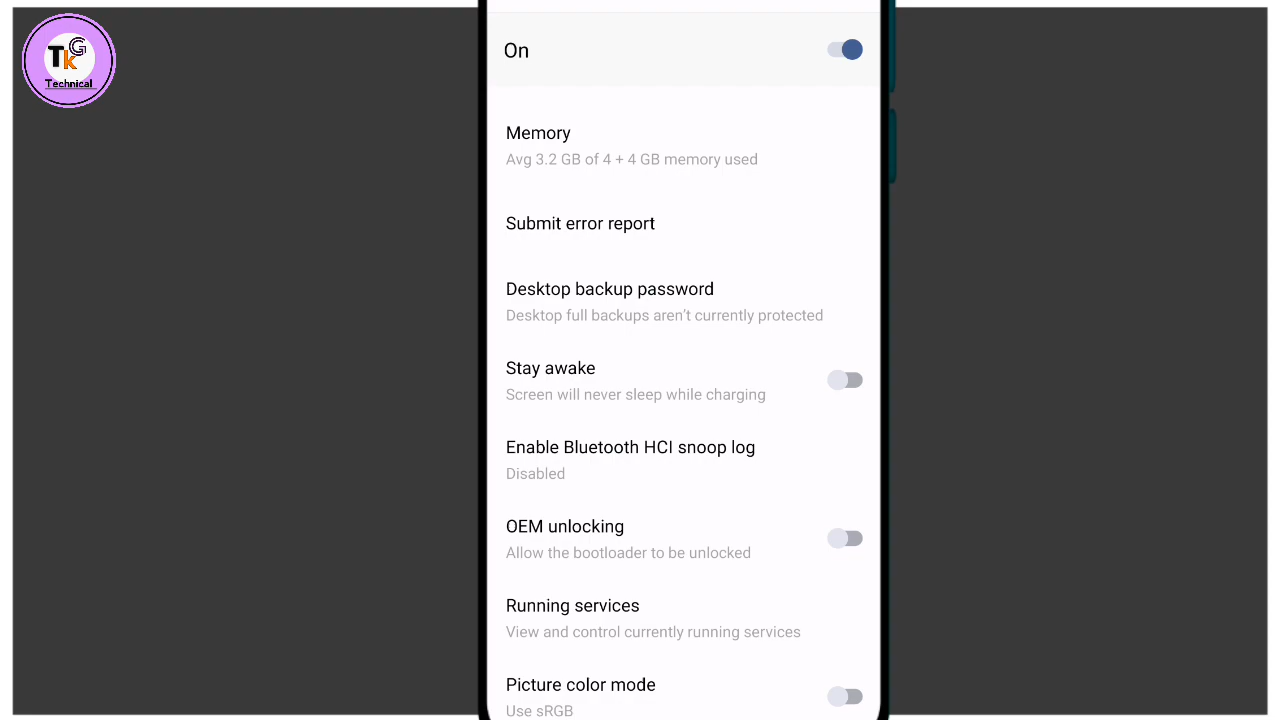 TkG
Technical
On
Memory
Avg 3.2 GB of 4 + 4 GB memory used
Submit error report
Desktop backup password
Desktop full backups aren't currently protected
Stay awake
Screen will never sleep while charging
Enable Bluetooth HCI snoop log
Disabled
OEM unlocking
Allow the bootloader to be unlocked
Running services
View and control currently running services
Picture color mode
Use sRGB